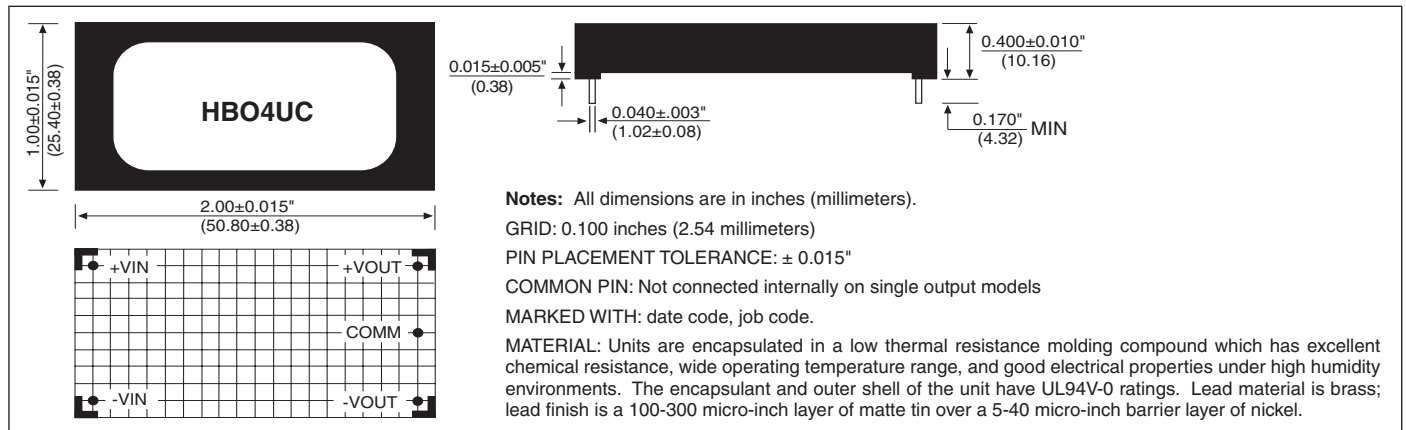 HBO4UC
1.00±0.015"
(25.40±0.38)
2.00±0.015"
(50.80±0.38)
0.015±0.005"
(0.38)
0.040±.003"
(1.02±0.08)
0.400±0.010"
(10.16)
0.170"
(4.32)
MIN
+VIN
+VOUT
COMM
-VIN
-VOUT
Notes: All dimensions are in inches (millimeters).
GRID: 0.100 inches (2.54 millimeters)
PIN PLACEMENT TOLERANCE: ± 0.015"
COMMON PIN: Not connected internally on single output models
MARKED WITH: date code, job code.
MATERIAL: Units are encapsulated in a low thermal resistance molding compound which has excellent
chemical resistance, wide operating temperature range, and good electrical properties under high humidity
environments. The encapsulant and outer shell of the unit have UL94V-0 ratings. Lead material is brass;
lead finish is a 100-300 micro-inch layer of matte tin over a 5-40 micro-inch barrier layer of nickel.